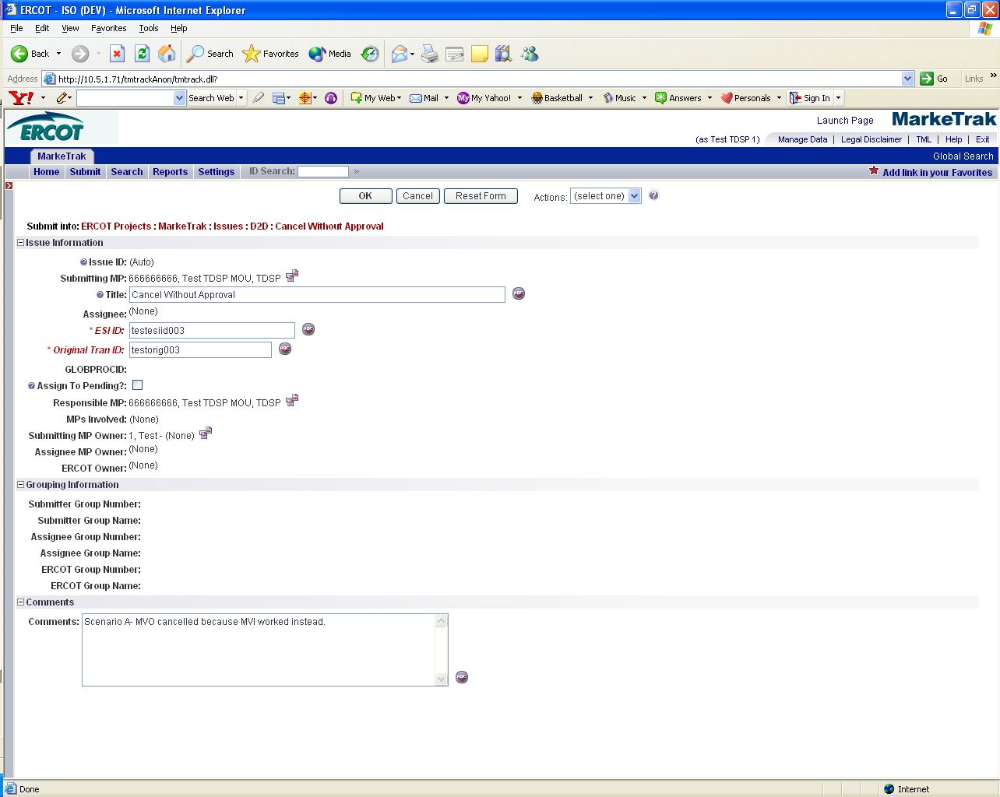 ERCOT - ISO (DEV) - Microsoft Internet Explorer
File Edit View Favorites Tools Help
Back Search Favorites Media
Address http://10.5.1.71/tmtrackAnon/tmtrack.dll? Go Links »
Y! Search Web My Web Mail My Yahoo! Basketball Music Answers Personals Sign In
ERCOT Launch Page MarkeTrak
(as Test TDSP 1) Manage Data | Legal Disclaimer | TML | Help | Exit
MarkeTrak Global Search
Home Submit Search Reports Settings ID Search: » Add link in your Favorites
OK Cancel Reset Form Actions: (select one) ?
Submit into: ERCOT Projects : MarkeTrak : Issues : D2D : Cancel Without Approval
Issue Information
Issue ID: (Auto)
Submitting MP: 666666666, Test TDSP MOU, TDSP
Title: Cancel Without Approval ABC
Assignee: (None)
* ESI ID: testesiid003 ABC
* Original Tran ID: testorig003 ABC
GLOBPROCID:
Assign To Pending?:
Responsible MP: 666666666, Test TDSP MOU, TDSP
MPs Involved: (None)
Submitting MP Owner: 1, Test - (None)
Assignee MP Owner: (None)
ERCOT Owner: (None)
Grouping Information
Submitter Group Number:
Submitter Group Name:
Assignee Group Number:
Assignee Group Name:
ERCOT Group Number:
ERCOT Group Name:
Comments
Comments: Scenario A- MVO cancelled because MVI worked instead.
ABC
Done Internet